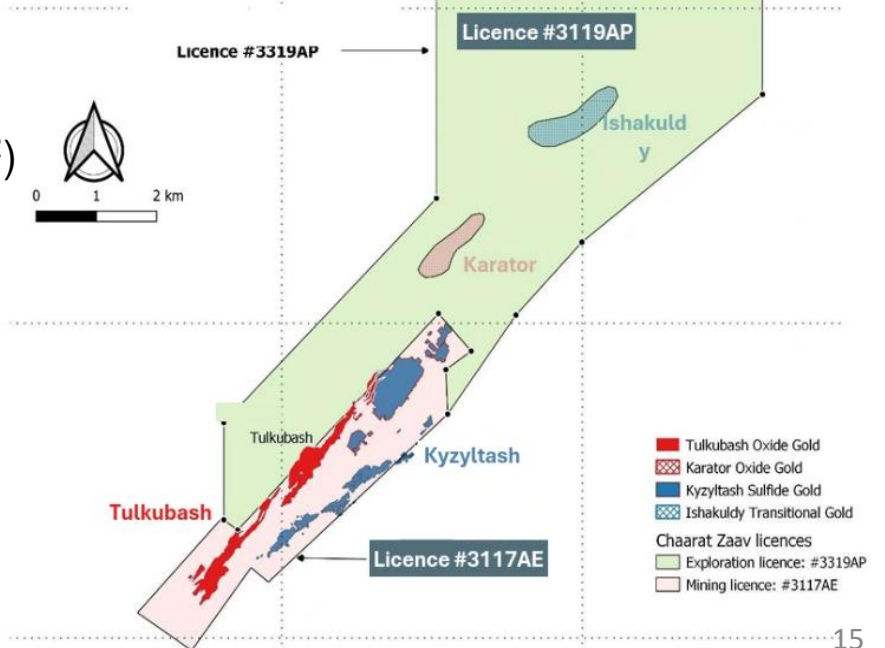 Licence #3119AP
Licence #3319AP
Ishakuld
y
)
0 1 2 km
Karator
Tulkubash
Kyzyltash
Tulkubash
Licence #3117AE
Tulkubash Oxide Gold
Karator Oxide Gold
Kyzyltash Sulfide Gold
Ishakuldy Transitional Gold
Chaarat Zaav licences
Exploration licence: #3319AP
Mining licence: #3117AE
15